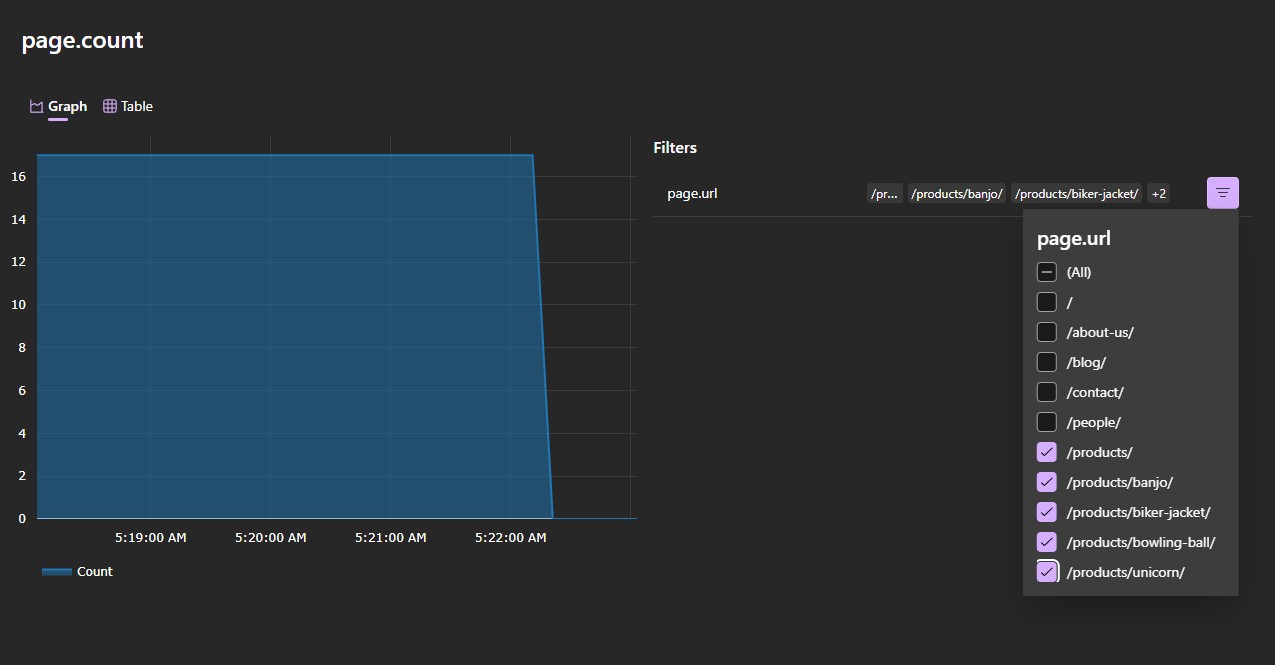 page.count
Graph Table
Filters
page.url /pr... /products/banjo/ /products/biker-jacket/ +2
page.url
(All)
/
/about-us/
/blog/
/contact/
/people/
/products/
/products/banjo/
/products/biker-jacket/
/products/bowling-ball/
/products/unicorn/
16
14
12
10
8
6
4
2
0
5:19:00 AM 5:20:00 AM 5:21:00 AM 5:22:00 AM
Count